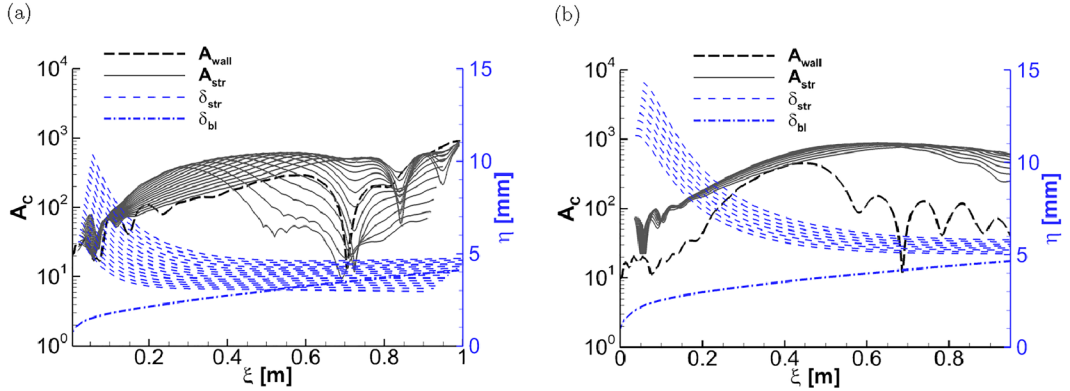 (a)
(b)
A_wall
A_str
δ_str
δ_bl
A_wall
A_str
δ_str
δ_bl
10^4
10^3
10^2
10^1
10^0
A_C
15
10
5
0
η [mm]
0.2 0.4 0.6 0.8 1
ξ [m]
10^4
10^3
10^2
10^1
10^0
A_C
15
10
5
0
η [mm]
0 0.2 0.4 0.6 0.8
ξ [m]